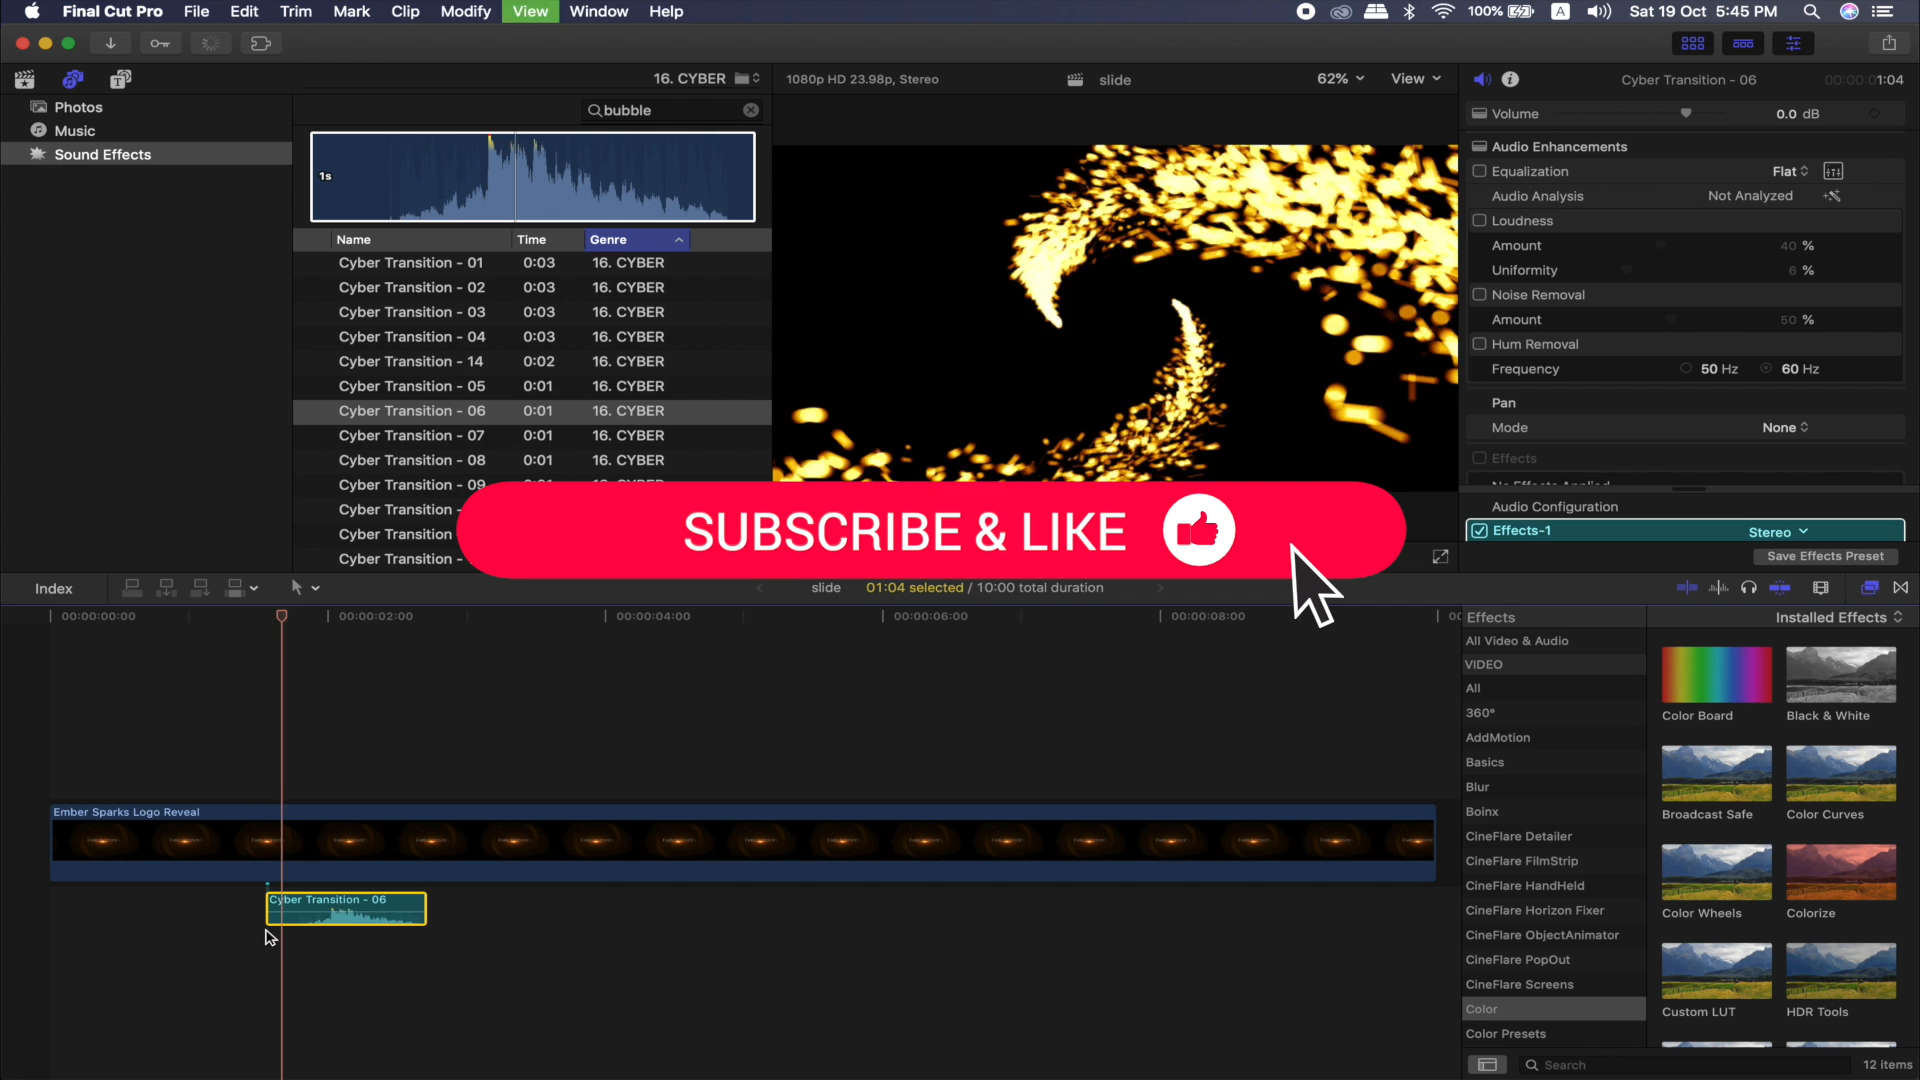 Final Cut Pro File Edit Trim Mark Clip Modify View Window Help 100% A Sat 19 Oct 5:45 PM
16. CYBER 1080p HD 23.98p, Stereo slide 62% View Cyber Transition - 06 00:00:01:04
Photos
Music
Sound Effects
bubble
1s
Name Time Genre
Cyber Transition - 01 0:03 16. CYBER
Cyber Transition - 02 0:03 16. CYBER
Cyber Transition - 03 0:03 16. CYBER
Cyber Transition - 04 0:03 16. CYBER
Cyber Transition - 14 0:02 16. CYBER
Cyber Transition - 05 0:01 16. CYBER
Cyber Transition - 06 0:01 16. CYBER
Cyber Transition - 07 0:01 16. CYBER
Cyber Transition - 08 0:01 16. CYBER
Cyber Transition - 09
Cyber Transition -
Cyber Transition
Cyber Transition -
Volume 0.0 dB
Audio Enhancements
Equalization Flat
Audio Analysis Not Analyzed
Loudness
Amount 40 %
Uniformity 6 %
Noise Removal
Amount 50 %
Hum Removal
Frequency 50 Hz 60 Hz
Pan
Mode None
Effects
No Effects Applied
Audio Configuration
Effects-1 Stereo
Save Effects Preset
SUBSCRIBE & LIKE
Index slide 01:04 selected / 10:00 total duration
00:00:00:00 00:00:02:00 00:00:04:00 00:00:06:00 00:00:08:00
Ember Sparks Logo Reveal
Cyber Transition - 06
Effects Installed Effects
All Video & Audio
VIDEO
All
360°
AddMotion
Basics
Blur
Boinx
CineFlare Detailer
CineFlare FilmStrip
CineFlare HandHeld
CineFlare Horizon Fixer
CineFlare ObjectAnimator
CineFlare PopOut
CineFlare Screens
Color
Color Presets
Color Board Black & White
Broadcast Safe Color Curves
Color Wheels Colorize
Custom LUT HDR Tools
Search 12 items